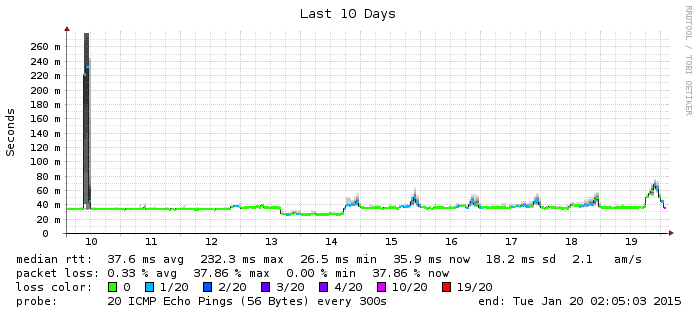 Last 10 Days
RRDTOOL / TOBI OETIKER
Seconds
260 m
240 m
220 m
200 m
180 m
160 m
140 m
120 m
100 m
80 m
60 m
40 m
20 m
0
10 11 12 13 14 15 16 17 18 19
median rtt: 37.6 ms avg 232.3 ms max 26.5 ms min 35.9 ms now 18.2 ms sd 2.1 am/s
packet loss: 0.33 % avg 37.86 % max 0.00 % min 37.86 % now
loss color: 0 1/20 2/20 3/20 4/20 10/20 19/20
probe: 20 ICMP Echo Pings (56 Bytes) every 300s end: Tue Jan 20 02:05:03 2015